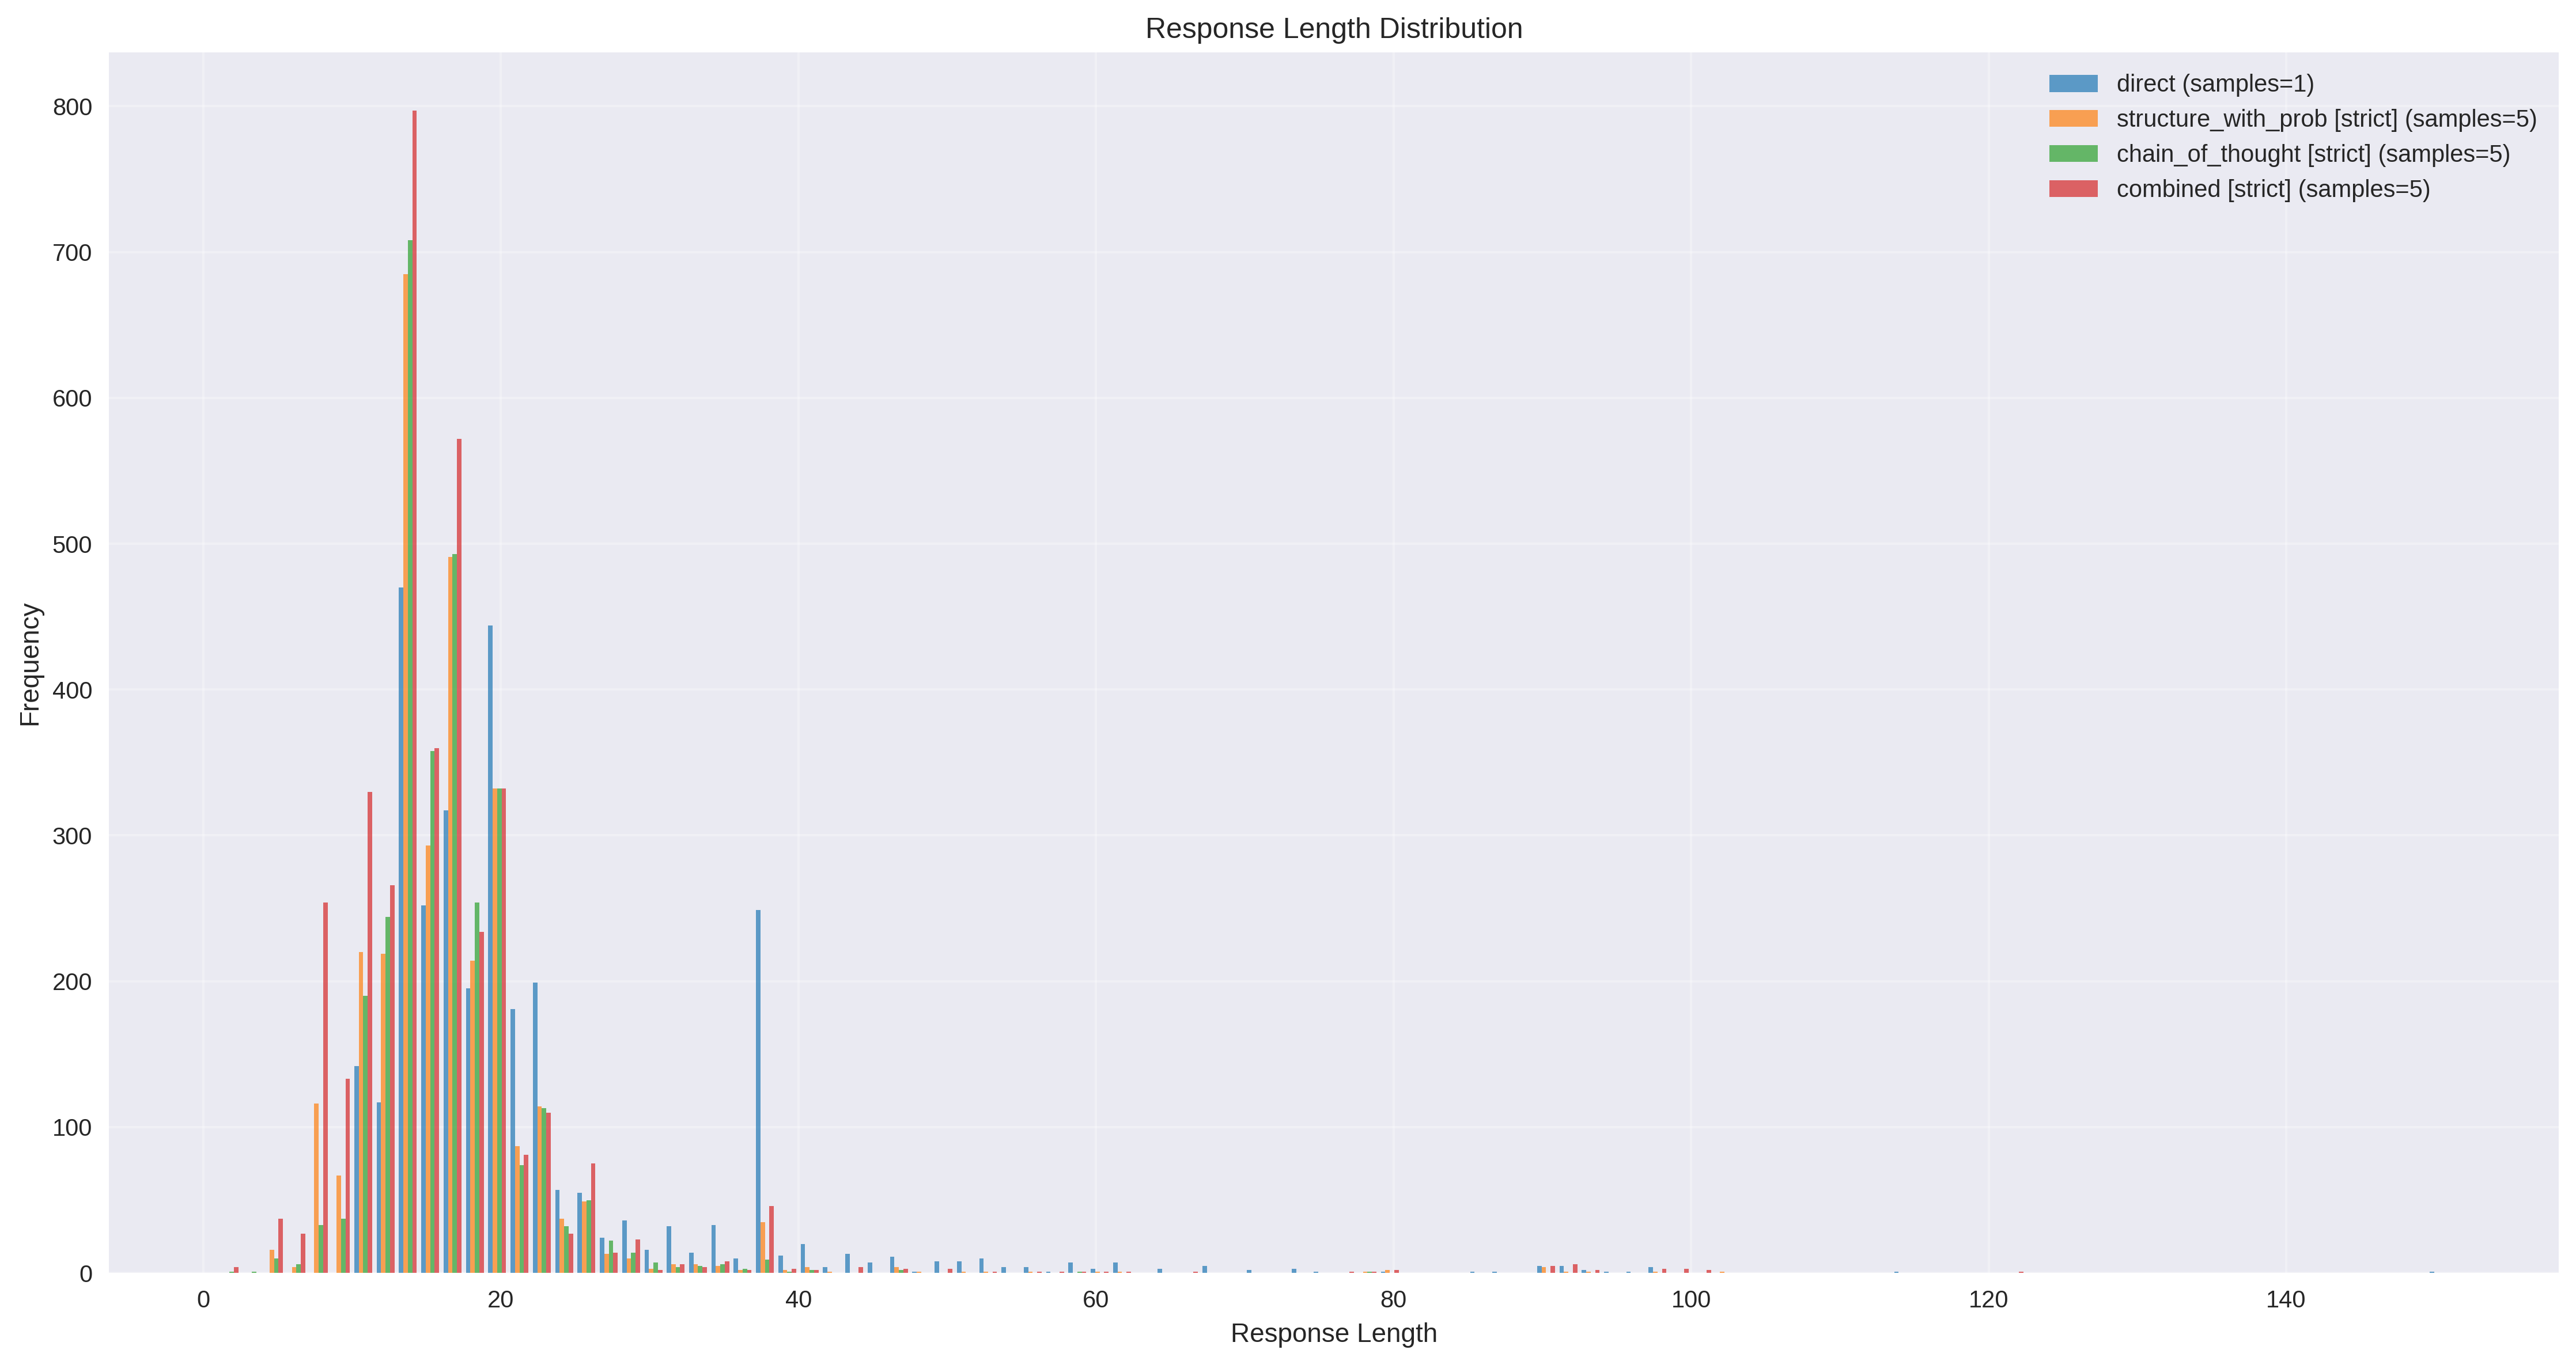 Response Length Distribution
direct (samples=1)
structure_with_prob [strict] (samples=5)
chain_of_thought [strict] (samples=5)
combined [strict] (samples=5)
Frequency
800
700
600
500
400
300
200
100
0
0 20 40 60 80 100 120 140
Response Length